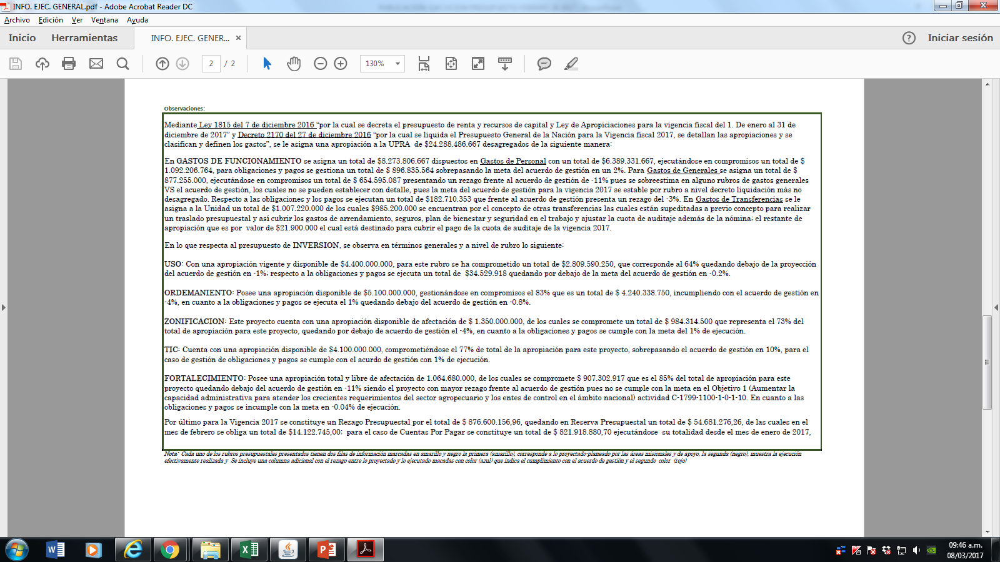 INFO. EJEC. GENERAL.pdf - Adobe Acrobat Reader DC
Archivo Edición Ver Ventana Ayuda
Inicio Herramientas INFO. EJEC. GENER... × ? Iniciar sesión
2 / 2 130%
Observaciones:
Mediante Ley 1815 del 7 de diciembre 2016 “por la cual se decreta el presupuesto de renta y recursos de capital y Ley de Apropiciaciones para la vigencia fiscal del 1. De enero al 31 de
diciembre de 2017” y Decreto 2170 del 27 de diciembre 2016 “por la cual se liquida el Presupuesto General de la Nación para la Vigencia fiscal 2017, se detallan las apropiaciones y se
clasifican y definen los gastos”, se le asigna una apropiación a la UPRA de $24.288.486.667 desagregados de la siguiente manera:
En GASTOS DE FUNCIONAMIENTO se asigna un total de $8.273.806.667 dispuestos en Gastos de Personal con un total de $6.389.331.667, ejecutándose en compromisos un total de $
1.092.206.764, para obligaciones y pagos se gestiona un total de $ 896.835.564 sobrepasando la meta del acuerdo de gestión en un 2%. Para Gastos de Generales se asigna un total de $
877.255.000, ejecutándose en compromisos un total de $ 654.595.087 presentando un rezago frente al acuerdo de gestión de -11% pues se sobreestima en alguno rubros de gastos generales
VS el acuerdo de gestión, los cuales no se pueden establecer con detalle, pues la meta del acuerdo de gestión para la vigencia 2017 se estable por rubro a nivel decreto liquidación más no
desagregado. Respecto a las obligaciones y los pagos se ejecutan un total de $182.710.353 que frente al acuerdo de gestión presenta un rezago del -3%. En Gastos de Transferencias se le
asigna a la Unidad un total de $1.007.220.000 de los cuales $985.200.000 se encuentran por el concepto de otras transferencias las cuales están supeditadas a previo concepto para realizar
un traslado presupuestal y así cubrir los gastos de arrendamiento, seguros, plan de bienestar y seguridad en el trabajo y ajustar la cuota de auditaje además de la nómina; el restante de
apropiación que es por valor de $21.900.000 el cual está destinado para cubrir el pago de la cuota de auditaje de la vigencia 2017.
En lo que respecta al presupuesto de INVERSION, se observa en términos generales y a nivel de rubro lo siguiente:
USO: Con una apropiación vigente y disponible de $4.400.000.000, para este rubro se ha comprometido un total de $2.809.590.250, que corresponde al 64% quedando debajo de la proyección
del acuerdo de gestión en -1%; respecto a la obligaciones y pagos se ejecuta un total de $34.529.918 quedando por debajo de la meta del acuerdo de gestión en -0.2%.
ORDEMANIENTO: Posee una apropiación disponible de $5.100.000.000, gestionándose en compromisos el 83% que es un total de $ 4.240.338.750, incumpliendo con el acuerdo de gestión en
-4%, en cuanto a la obligaciones y pagos se ejecuta el 1% quedando debajo del acuerdo de gestión en -0.8%.
ZONIFICACION: Este proyecto cuenta con una apropiación disponible de afectación de $ 1.350.000.000, de los cuales se compromete un total de $ 984.314.500 que representa el 73% del
total de apropiación para este proyecto, quedando por debajo de acuerdo de gestión el -4%, en cuanto a la obligaciones y pagos se cumple con la meta del 1% de ejecución.
TIC: Cuenta con una apropiación disponible de $4.100.000.000, comprometiéndose el 77% de total de la apropiación para este proyecto, sobrepasando el acuerdo de gestión en 10%, para el
caso de gestión de obligaciones y pagos se cumple con el acurdo de gestión con 1% de ejecución.
FORTALECIMIENTO: Posee una apropiación total y libre de afectación de 1.064.680.000, de los cuales se compromete $ 907.302.917 que es el 85% del total de apropiación para este
proyecto quedando debajo del acuerdo de gestión en -11% siendo el proyecto con mayor rezago frente al acuerdo de gestión pues no se cumple con la meta en el Objetivo 1 (Aumentar la
capacidad administrativa para atender los crecientes requerimientos del sector agropecuario y los entes de control en el ámbito nacional) actividad C-1799-1100-1-0-1-10. En cuanto a las
obligaciones y pagos se incumple con la meta en -0.04% de ejecución.
Por último para la Vigencia 2017 se constituye un Rezago Presupuestal por el total de $ 876.600.156,96, quedando en Reserva Presupuestal un total de $ 54.681.276,26, de las cuales en el
mes de febrero se obliga un total de $14.122.745,00; para el caso de Cuentas Por Pagar se constituye un total de $ 821.918.880,70 ejecutándose su totalidad desde el mes de enero de 2017,
Nota: Cada uno de los rubros presupuestales presentados tienen dos filas de información marcadas en amarillo y negro la primera (amarillo), corresponde a lo proyectado-planeado por las áreas misionales y de apoyo, la segunda (negro), muestra la ejecución
efectivamente realizada y Se incluye una columna adicional con el rezago entre lo proyectado y lo ejecutado macadas con color (azul) que indica el cumplimiento con el acuerdo de gestión y el segundo color (rojo)
09:46 a.m.
08/03/2017